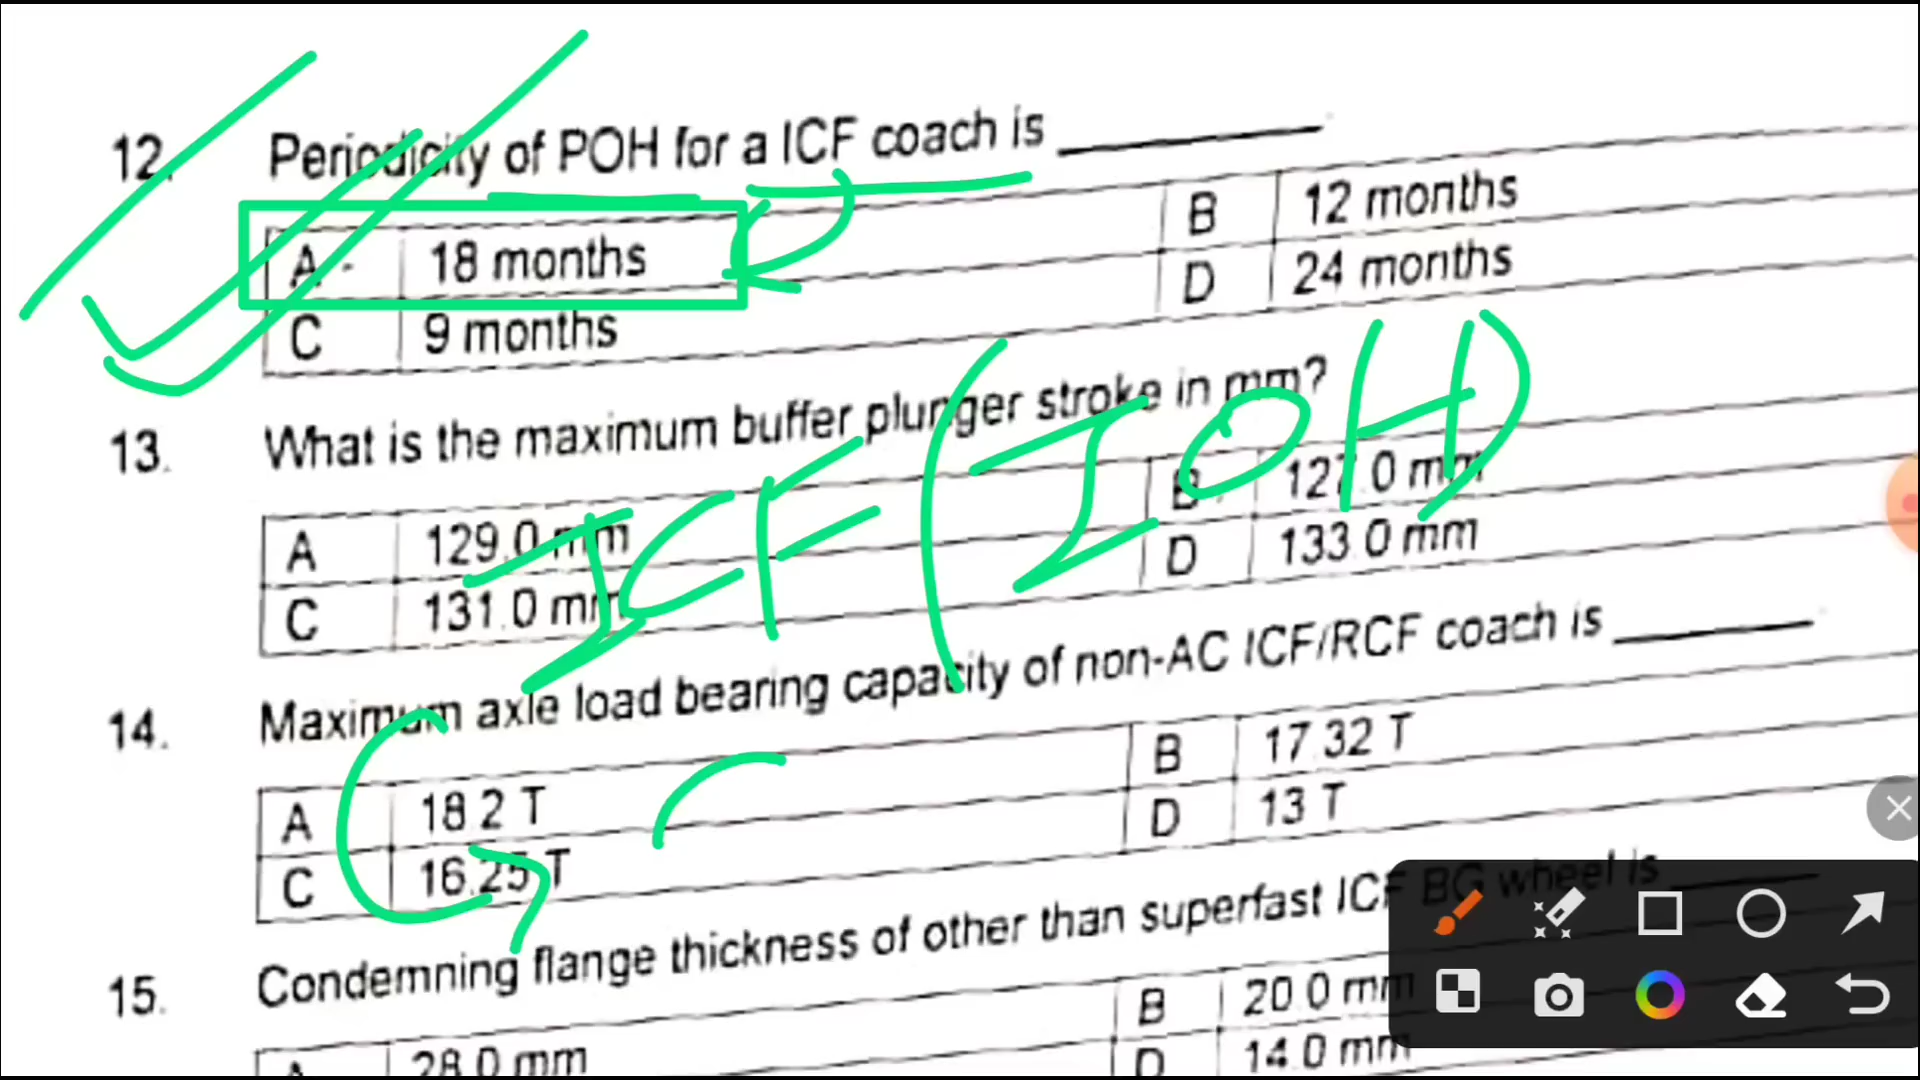 12. Periodicity of POH for a ICF coach is ________
A 18 months B 12 months
C 9 months D 24 months
13. What is the maximum buffer plunger stroke in mm?
A 129.0 mm B 127.0 mm
C 131.0 mm D 133.0 mm
ICF (IOH)
14. Maximum axle load bearing capacity of non-AC ICF/RCF coach is ________
A 18.2 T B 17.32 T
C 16.25 T D 13 T
15. Condemning flange thickness of other than superfast ICF BG wheel is ________
A 28.0 mm B 20.0 mm
D 14.0 mm